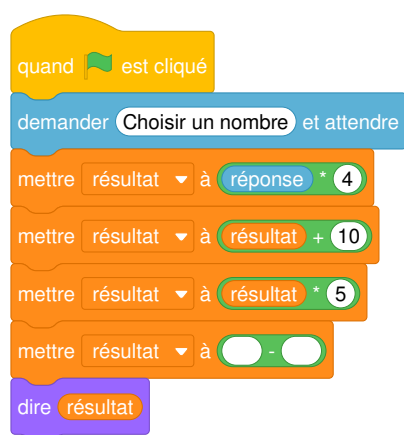 quand est cliqué
demander Choisir un nombre et attendre
mettre résultat à réponse * 4
mettre résultat à résultat + 10
mettre résultat à résultat * 5
mettre résultat à -
dire résultat